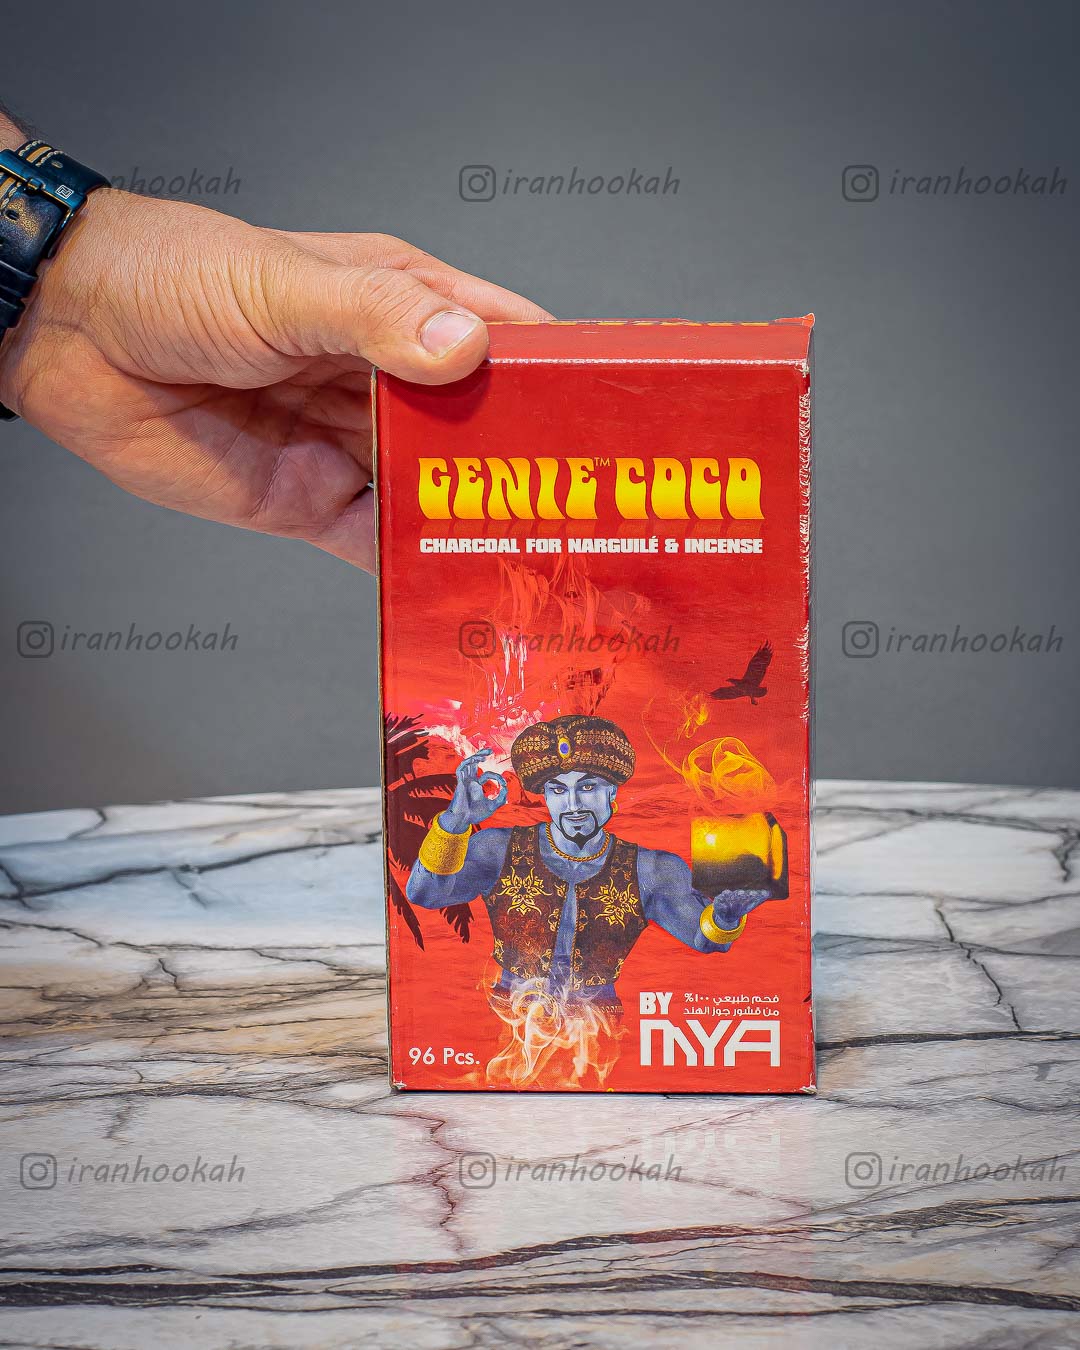 iranhookah
iranhookah
iranhookah
GENIE™ COCO
CHARCOAL FOR NARGUILÉ & INCENSE
iranhookah
iranhookah
iranhookah
BY
فحم طبيعي ١٠٠%
من قشور جوز الهند
MYA
96 Pcs.
iranhookah
iranhookah
iranhookah